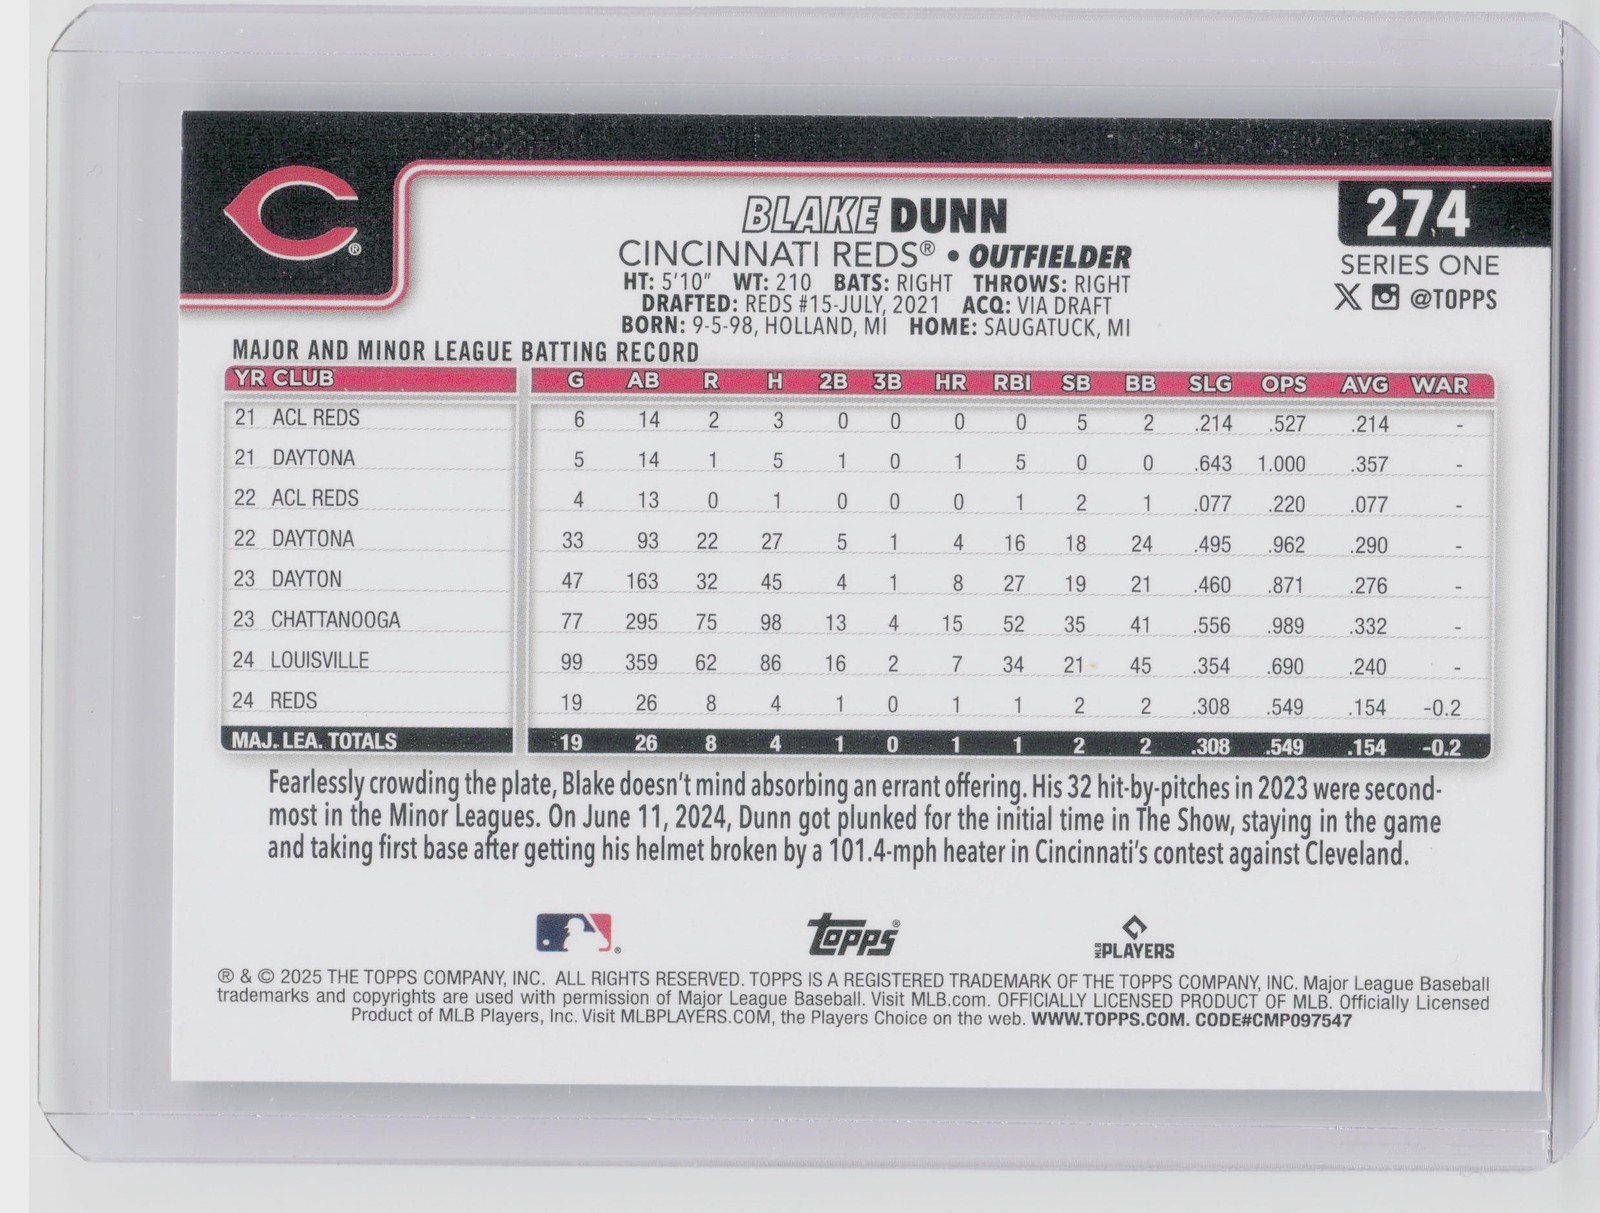 C®
BLAKE DUNN
274
CINCINNATI REDS® • OUTFIELDER
SERIES ONE
HT: 5'10" WT: 210 BATS: RIGHT THROWS: RIGHT
X @TOPPS
DRAFTED: REDS #15-JULY, 2021 ACQ: VIA DRAFT
BORN: 9-5-98, HOLLAND, MI HOME: SAUGATUCK, MI
MAJOR AND MINOR LEAGUE BATTING RECORD
YR CLUB G AB R H 2B 3B HR RBI SB BB SLG OPS AVG WAR
21 ACL REDS 6 14 2 3 0 0 0 0 5 2 .214 .527 .214 -
21 DAYTONA 5 14 1 5 1 0 1 5 0 0 .643 1.000 .357 -
22 ACL REDS 4 13 0 1 0 0 0 1 2 1 .077 .220 .077 -
22 DAYTONA 33 93 22 27 5 1 4 16 18 24 .495 .962 .290 -
23 DAYTON 47 163 32 45 4 1 8 27 19 21 .460 .871 .276 -
23 CHATTANOOGA 77 295 75 98 13 4 15 52 35 41 .556 .989 .332 -
24 LOUISVILLE 99 359 62 86 16 2 7 34 21 45 .354 .690 .240 -
24 REDS 19 26 8 4 1 0 1 1 2 2 .308 .549 .154 -0.2
MAJ. LEA. TOTALS 19 26 8 4 1 0 1 1 2 2 .308 .549 .154 -0.2
Fearlessly crowding the plate, Blake doesn't mind absorbing an errant offering. His 32 hit-by-pitches in 2023 were second-
most in the Minor Leagues. On June 11, 2024, Dunn got plunked for the initial time in The Show, staying in the game
and taking first base after getting his helmet broken by a 101.4-mph heater in Cincinnati's contest against Cleveland.
®
Topps®
MLB PLAYERS
® & © 2025 THE TOPPS COMPANY, INC. ALL RIGHTS RESERVED. TOPPS IS A REGISTERED TRADEMARK OF THE TOPPS COMPANY, INC. Major League Baseball
trademarks and copyrights are used with permission of Major League Baseball. Visit MLB.com. OFFICIALLY LICENSED PRODUCT OF MLB. Officially Licensed
Product of MLB Players, Inc. Visit MLBPLAYERS.COM, the Players Choice on the web. WWW.TOPPS.COM. CODE#CMP097547